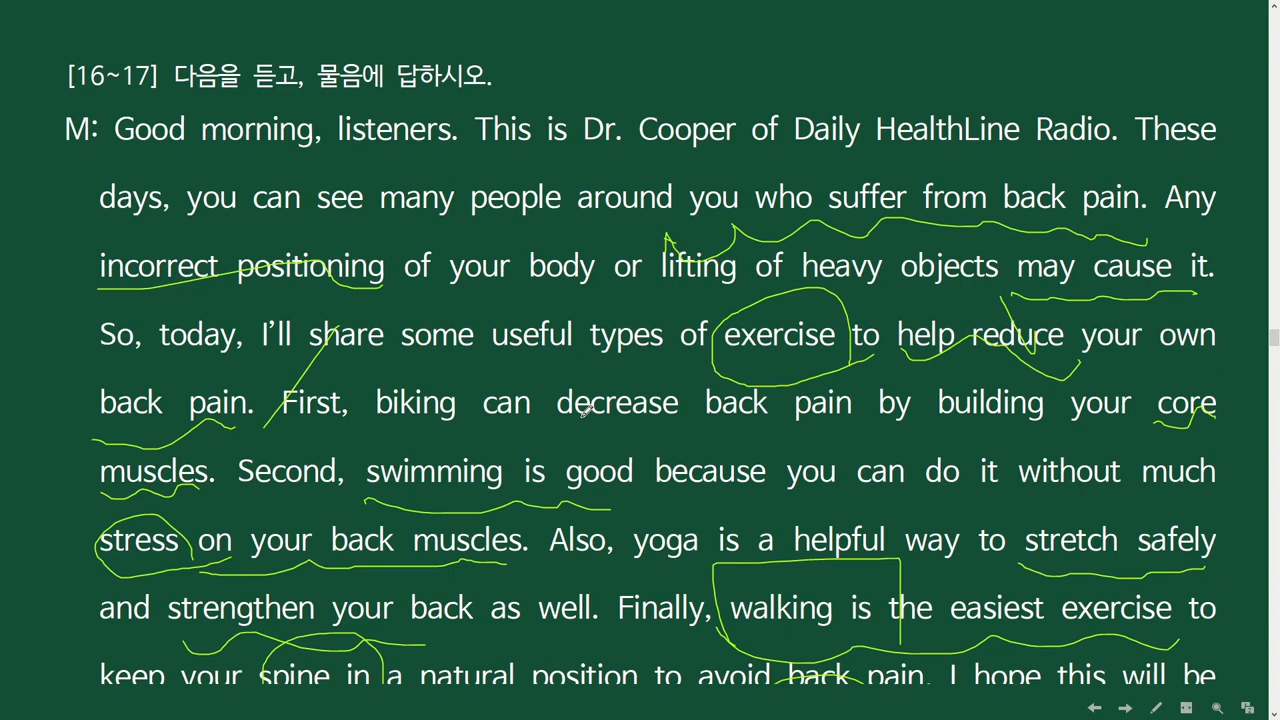 [16~17] 다음을 듣고, 물음에 답하시오.
M: Good morning, listeners. This is Dr. Cooper of Daily HealthLine Radio. These
days, you can see many people around you who suffer from back pain. Any
incorrect positioning of your body or lifting of heavy objects may cause it.
So, today, I'll share some useful types of exercise to help reduce your own
back pain. First, biking can decrease back pain by building your core
muscles. Second, swimming is good because you can do it without much
stress on your back muscles. Also, yoga is a helpful way to stretch safely
and strengthen your back as well. Finally, walking is the easiest exercise to
keep your spine in a natural position to avoid back pain. I hope this will be